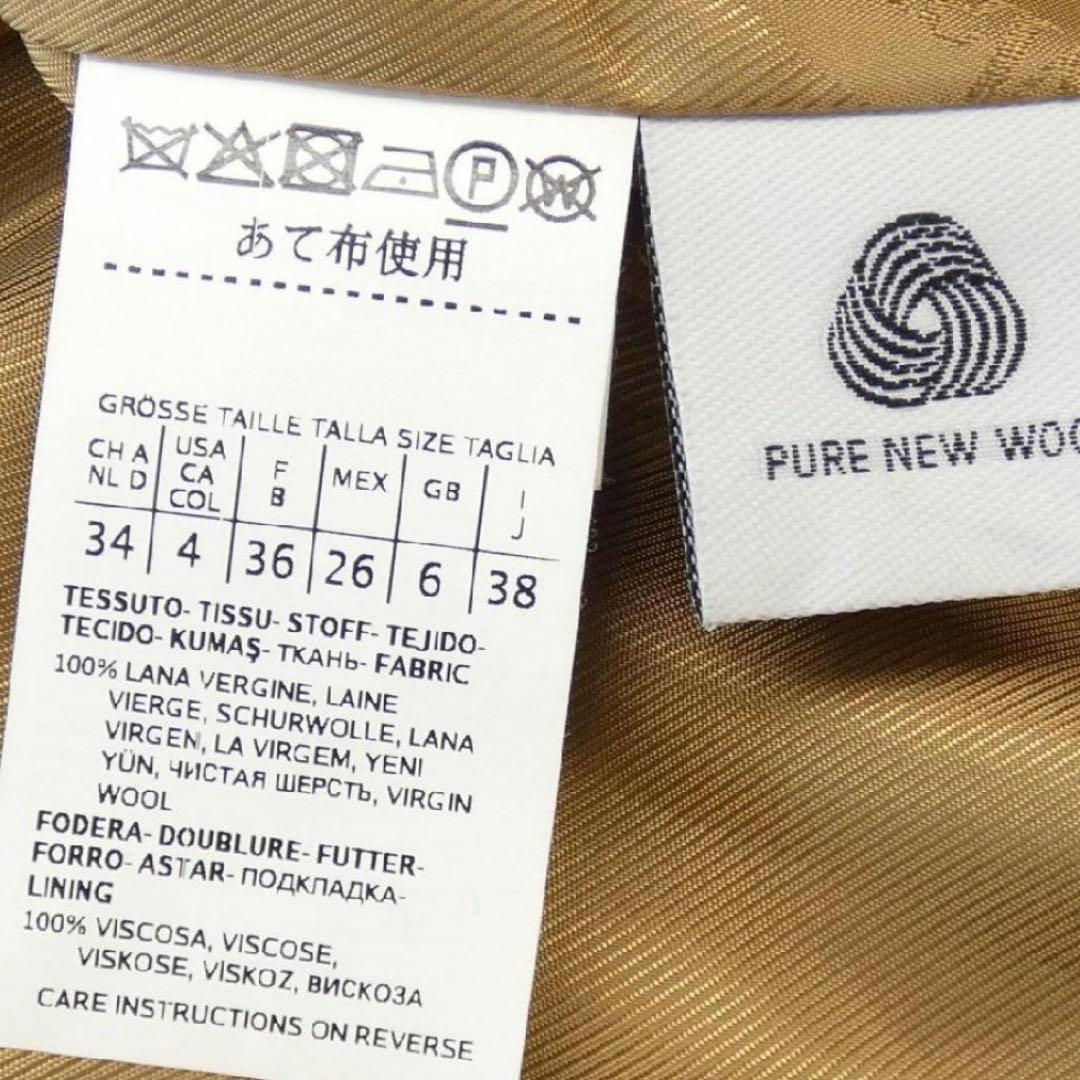 P
W
あて布使用
GRÖSSE TAILLE TALLA SIZE TAGLIA
CH A NL D USA CA COL F B MEX GB I J
34 4 36 26 6 38
TESSUTO- TISSU- STOFF- TEJIDO-
TECIDO- KUMAŞ- ТКАНЬ- FABRIC
100% LANA VERGINE, LAINE
VIERGE, SCHURWOLLE, LANA
VIRGEN, LA VIRGEM, YENI
YÜN, ЧИСТАЯ ШЕРСТЬ, VIRGIN
WOOL
FODERA- DOUBLURE- FUTTER-
FORRO- ASTAR- ПОДКЛАДКА-
LINING
100% VISCOSA, VISCOSE,
VISKOSE, VİSKOZ, ВИСКОЗА
CARE INSTRUCTIONS ON REVERSE
PURE NEW WOO